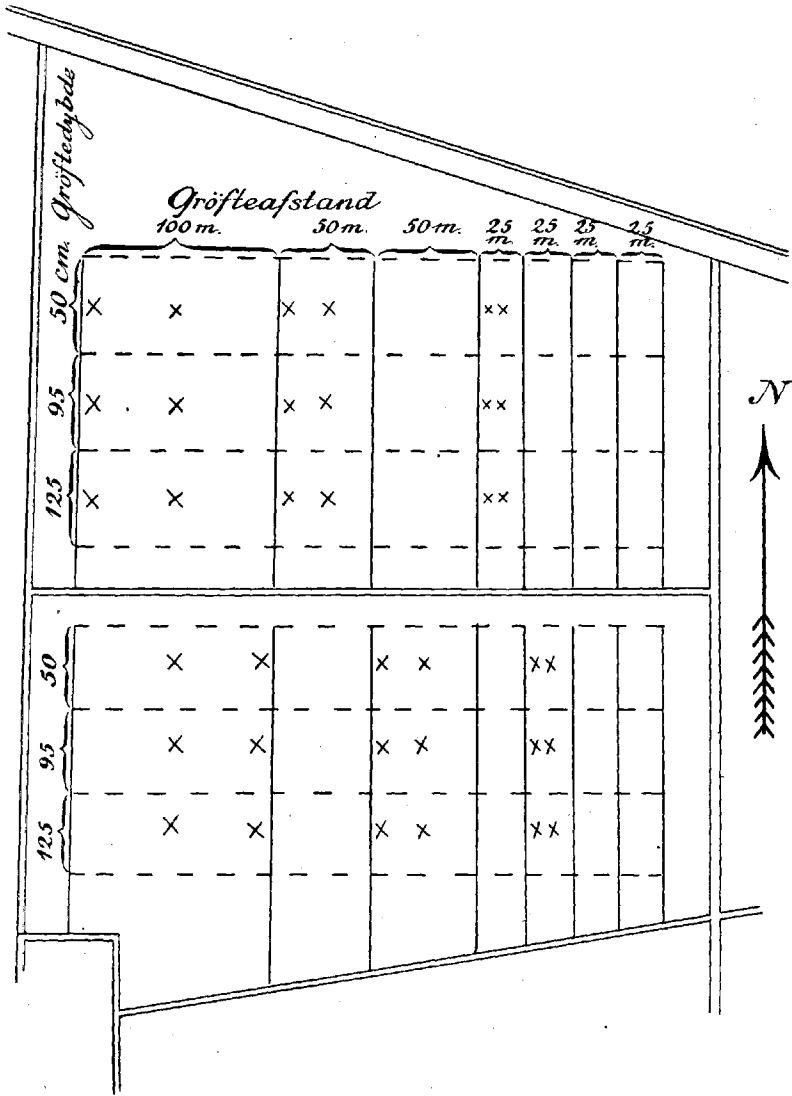 Gröftedybde
Gröfteafstand
100 m. 50 m. 50 m. 25 m. 25 m. 25 m. 25 m.
50 cm.
× × × × ××
95
× × × × ××
125
× × × × ××
N
50
× × × × ××
95
× × × × ××
125
× × × × ××